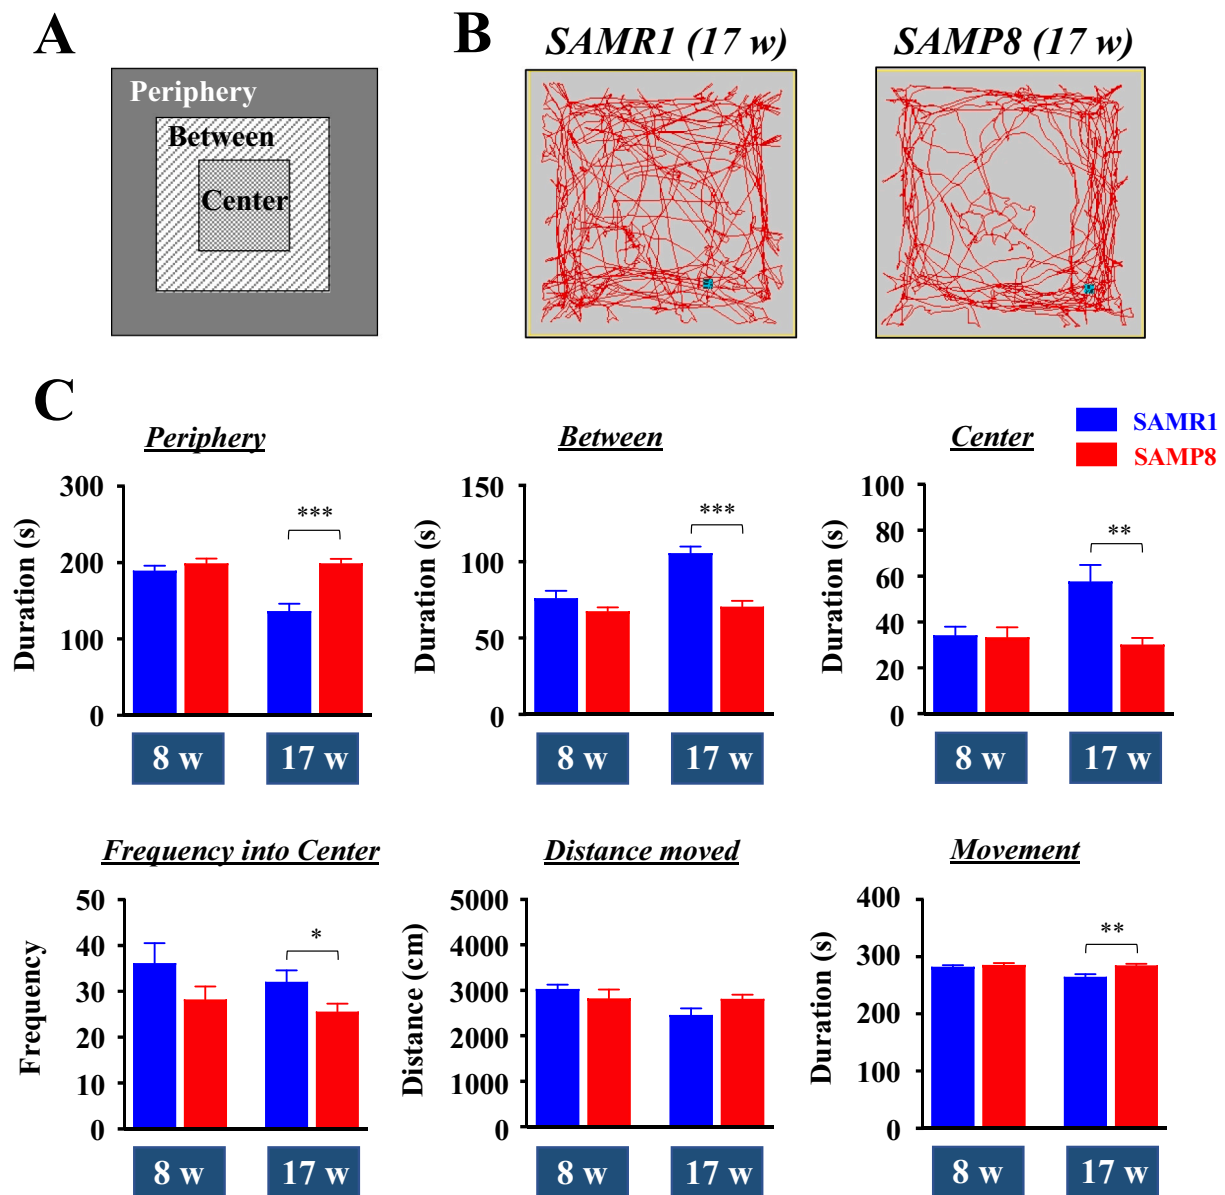 A
Periphery
Between
Center
B
SAMR1 (17 w)
SAMP8 (17 w)
C
SAMR1
SAMP8
Periphery
Duration (s)
300
200
100
0
***
8 w
17 w
Between
Duration (s)
150
100
50
0
***
8 w
17 w
Center
Duration (s)
100
80
60
40
20
0
**
8 w
17 w
Frequency into Center
Frequency
50
40
30
20
10
0
*
8 w
17 w
Distance moved
Distance (cm)
5000
4000
3000
2000
1000
0
8 w
17 w
Movement
Duration (s)
400
300
200
100
0
**
8 w
17 w